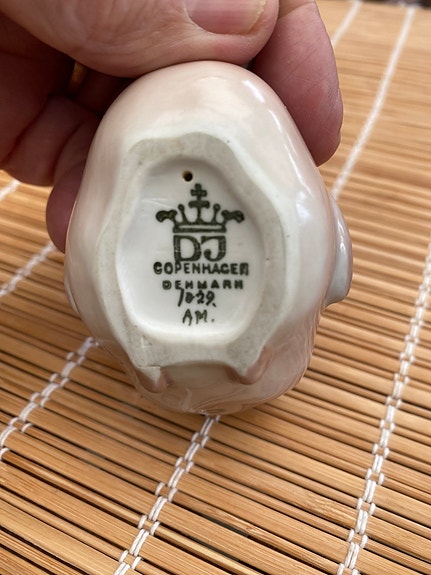 DJ
COPENHAGEN
DENMARK
1029.
AM.